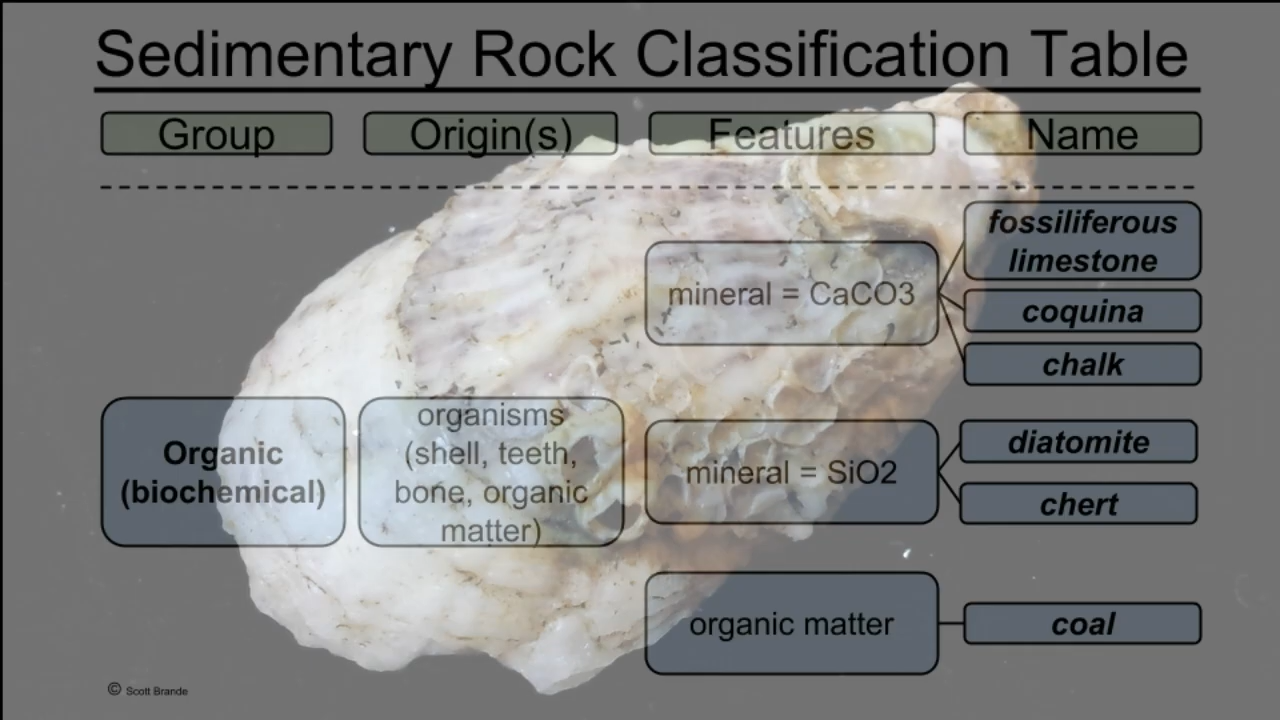 Sedimentary Rock Classification Table
Group
Origin(s)
Features
Name
Organic
(biochemical)
organisms
(shell, teeth,
bone, organic
matter)
mineral = CaCO3
fossiliferous
limestone
coquina
chalk
mineral = SiO2
diatomite
chert
organic matter
coal
© Scott Brande